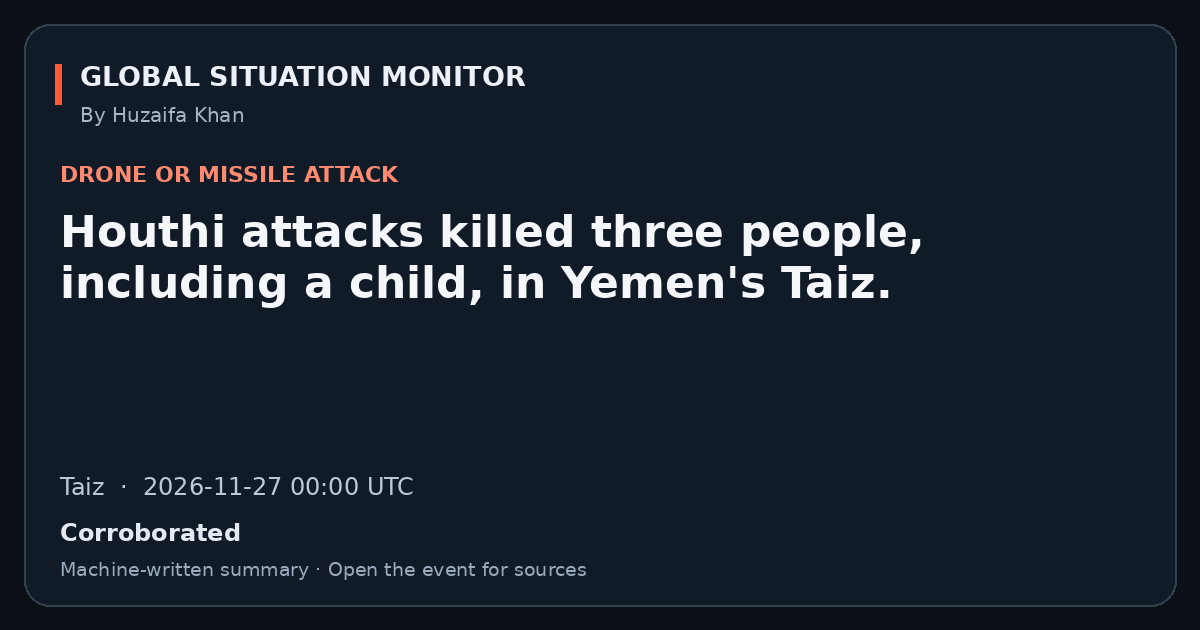 GLOBAL SITUATION MONITOR
By Huzaifa Khan
DRONE OR MISSILE ATTACK
Houthi attacks killed three people,
including a child, in Yemen's Taiz.
Taiz · 2026-11-27 00:00 UTC
Corroborated
Machine-written summary · Open the event for sources